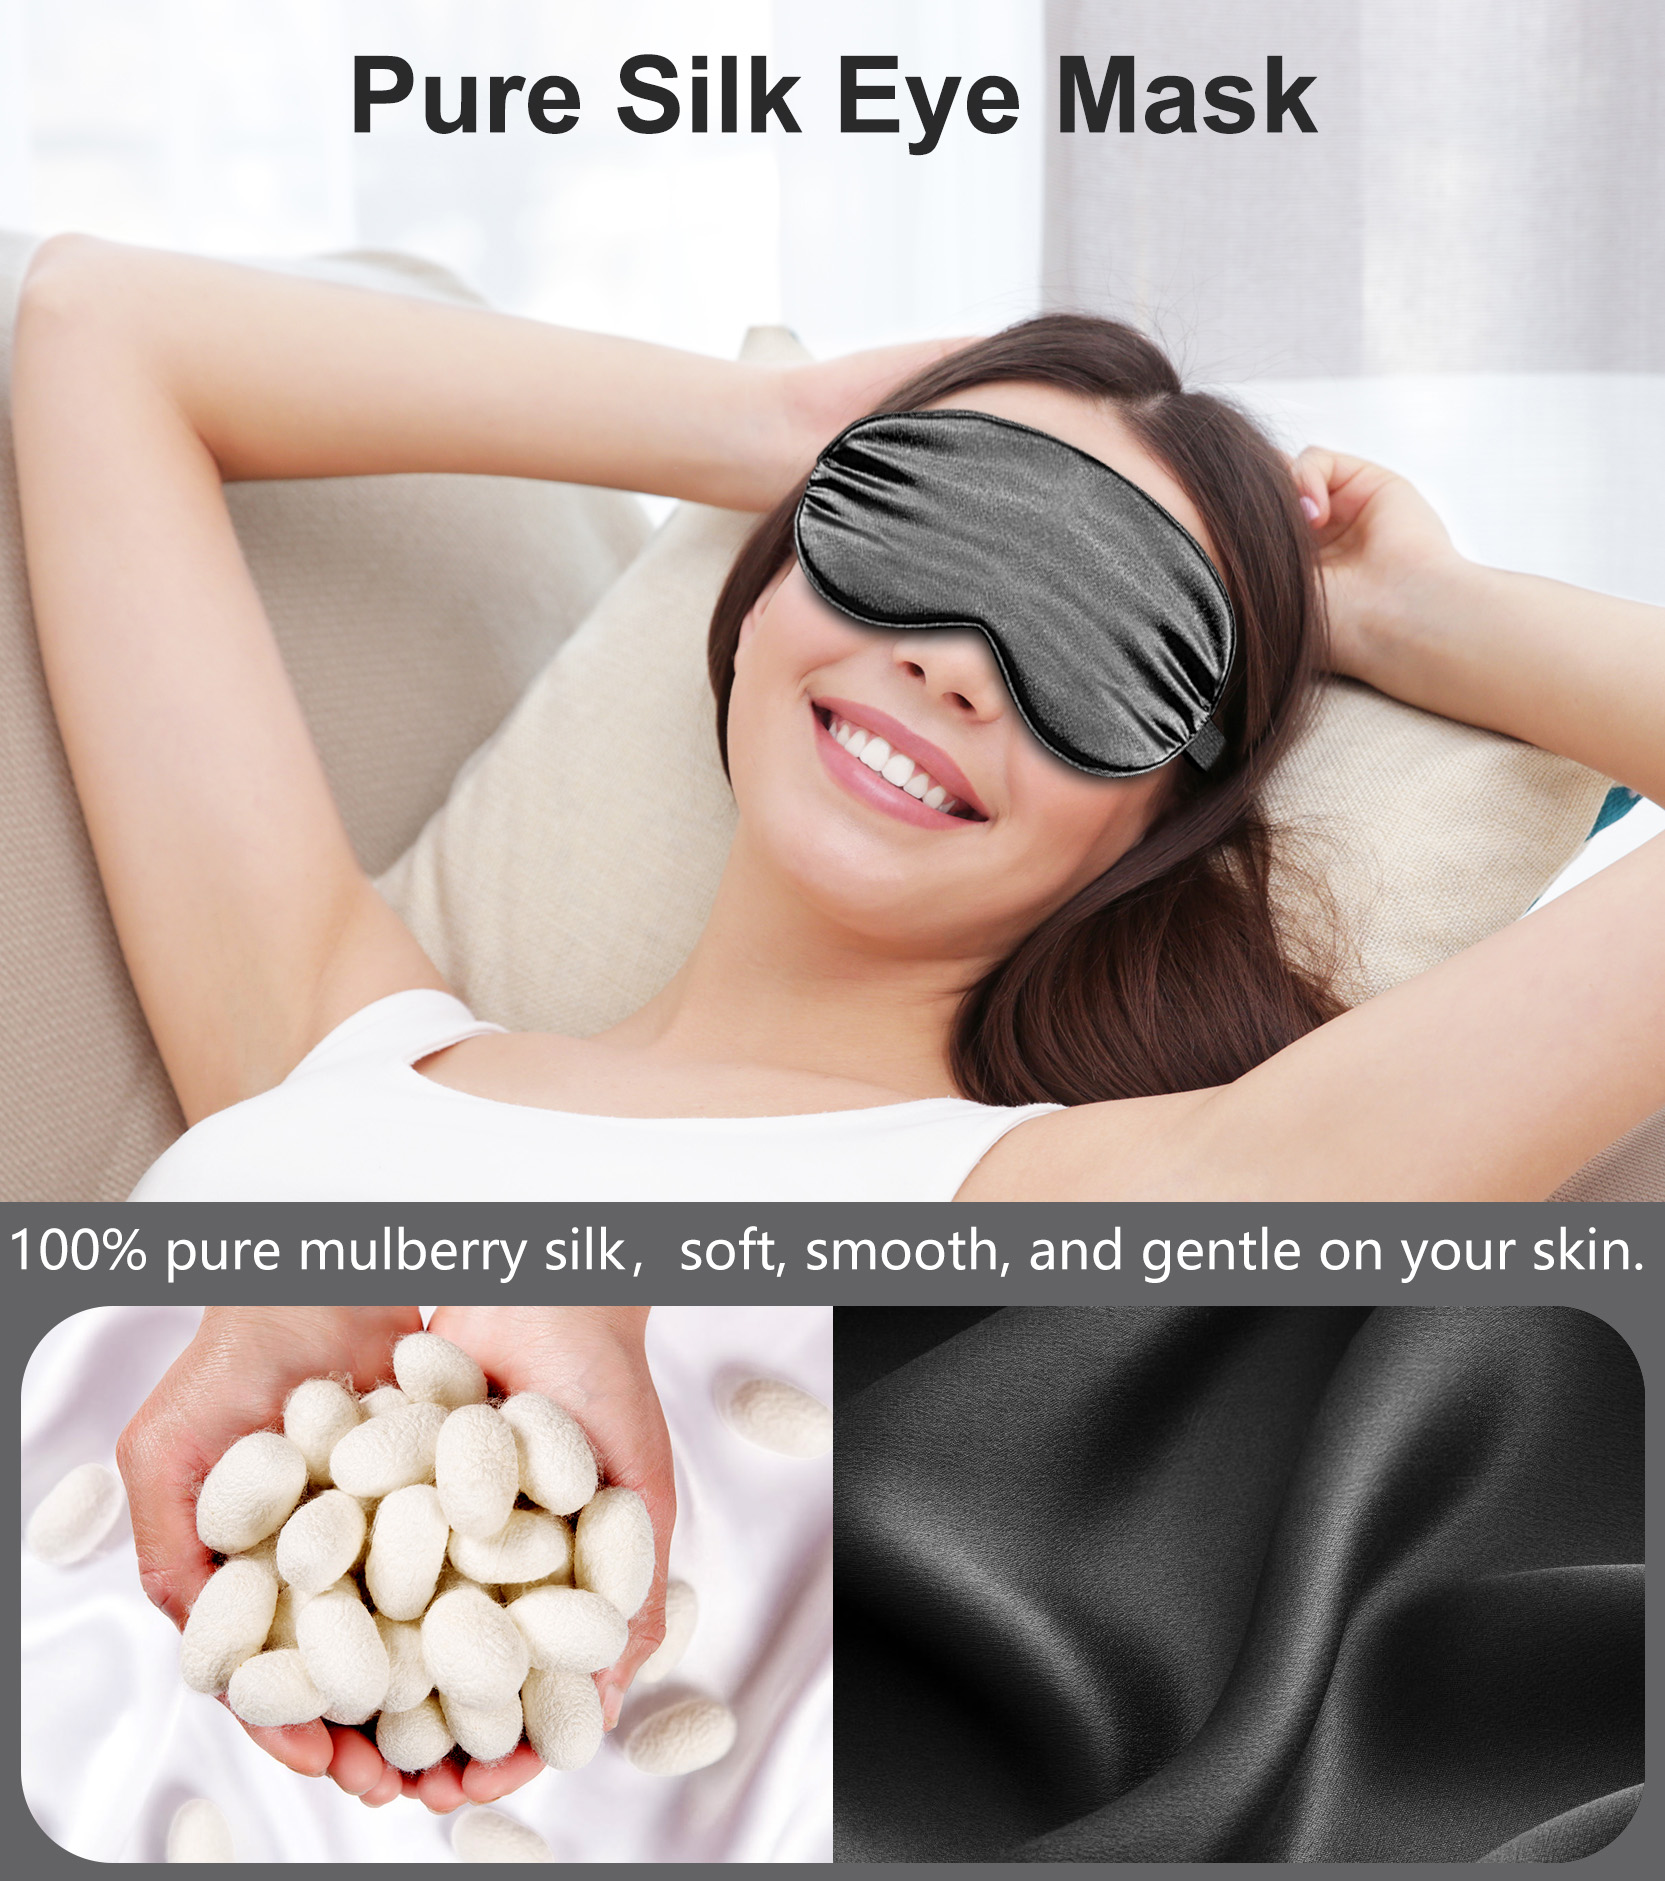 Pure Silk Eye Mask
100% pure mulberry silk，soft, smooth, and gentle on your skin.